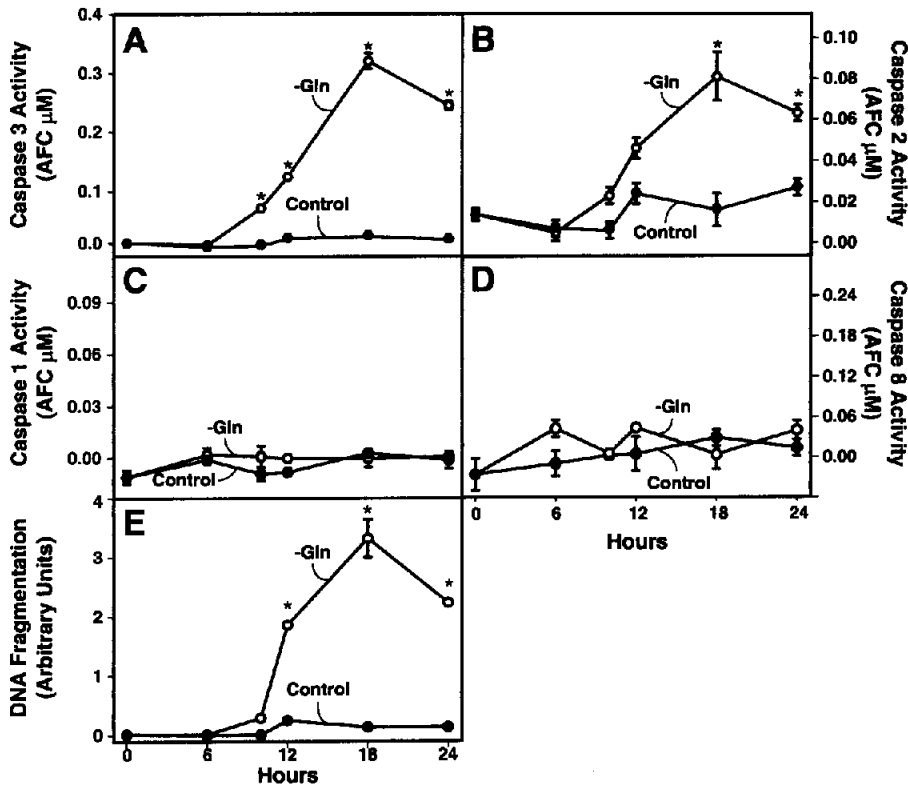 A
Caspase 3 Activity
(AFC µM)
0.4
0.3
0.2
0.1
0.0
-Gln
Control
*
*
*
*
B
Caspase 2 Activity
(AFC µM)
0.10
0.08
0.06
0.04
0.02
0.00
-Gln
Control
*
*
C
Caspase 1 Activity
(AFC µM)
0.09
0.06
0.03
0.00
-Gln
Control
D
Caspase 8 Activity
(AFC µM)
0.24
0.18
0.12
0.06
0.00
-Gln
Control
0 6 12 18 24
Hours
E
DNA Fragmentation
(Arbitrary Units)
4
3
2
1
0
-Gln
Control
*
*
*
0 6 12 18 24
Hours